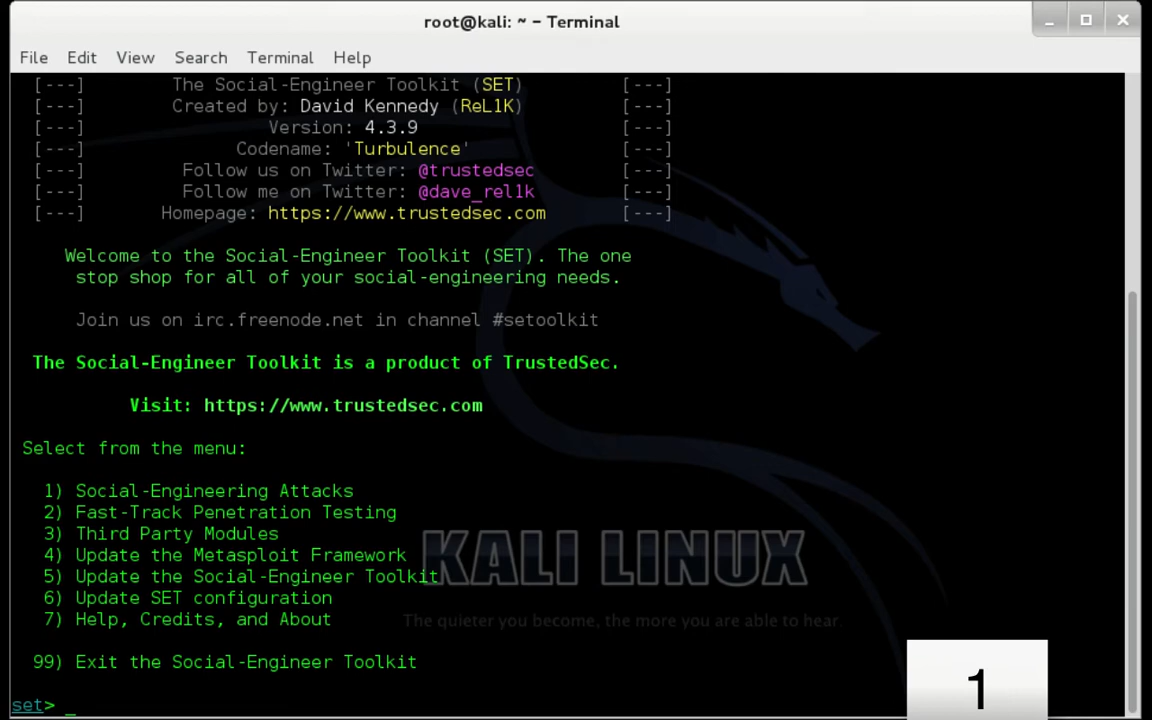 root@kali: ~ – Terminal
File Edit View Search Terminal Help
[---] The Social-Engineer Toolkit (SET) [---]
[---] Created by: David Kennedy (ReL1K) [---]
[---] Version: 4.3.9 [---]
[---] Codename: 'Turbulence' [---]
[---] Follow us on Twitter: @trustedsec [---]
[---] Follow me on Twitter: @dave_rel1k [---]
[---] Homepage: https://www.trustedsec.com [---]
Welcome to the Social-Engineer Toolkit (SET). The one
stop shop for all of your social-engineering needs.
Join us on irc.freenode.net in channel #setoolkit
The Social-Engineer Toolkit is a product of TrustedSec.
Visit: https://www.trustedsec.com
Select from the menu:
1) Social-Engineering Attacks
2) Fast-Track Penetration Testing
3) Third Party Modules
4) Update the Metasploit Framework
5) Update the Social-Engineer Toolkit
6) Update SET configuration
7) Help, Credits, and About
99) Exit the Social-Engineer Toolkit
set> _
KALI LINUX
The quieter you become, the more you are able to hear.
1